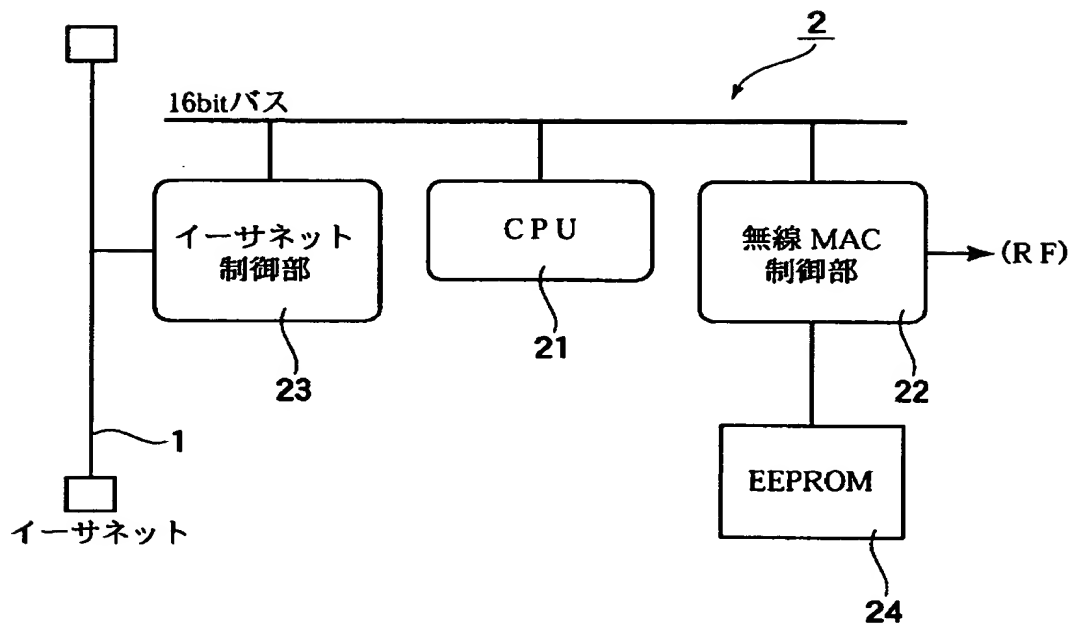 2
16bitバス
イーサネット
制御部
CPU
無線 MAC
制御部
(RF)
23
21
22
1
EEPROM
イーサネット
24